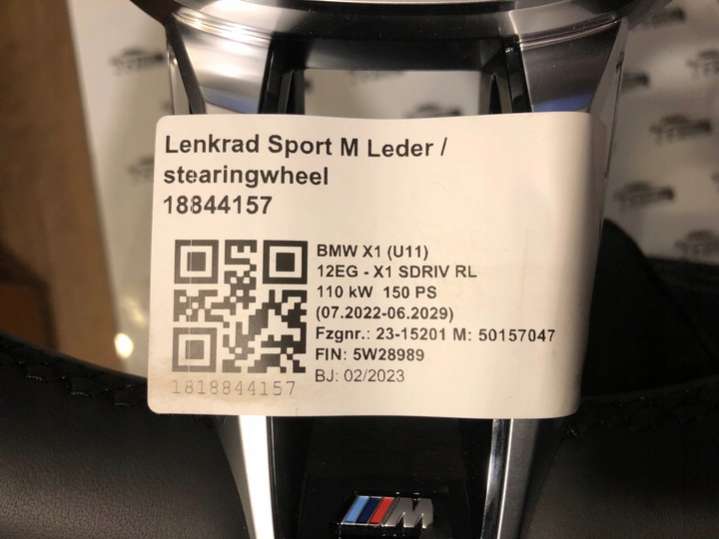 Lenkrad Sport M Leder /
stearingwheel
18844157
BMW X1 (U11)
12EG - X1 SDRIV RL
110 kW 150 PS
(07.2022-06.2029)
Fzgnr.: 23-15201 M: 50157047
FIN: 5W28989
BJ: 02/2023
1818844157
M